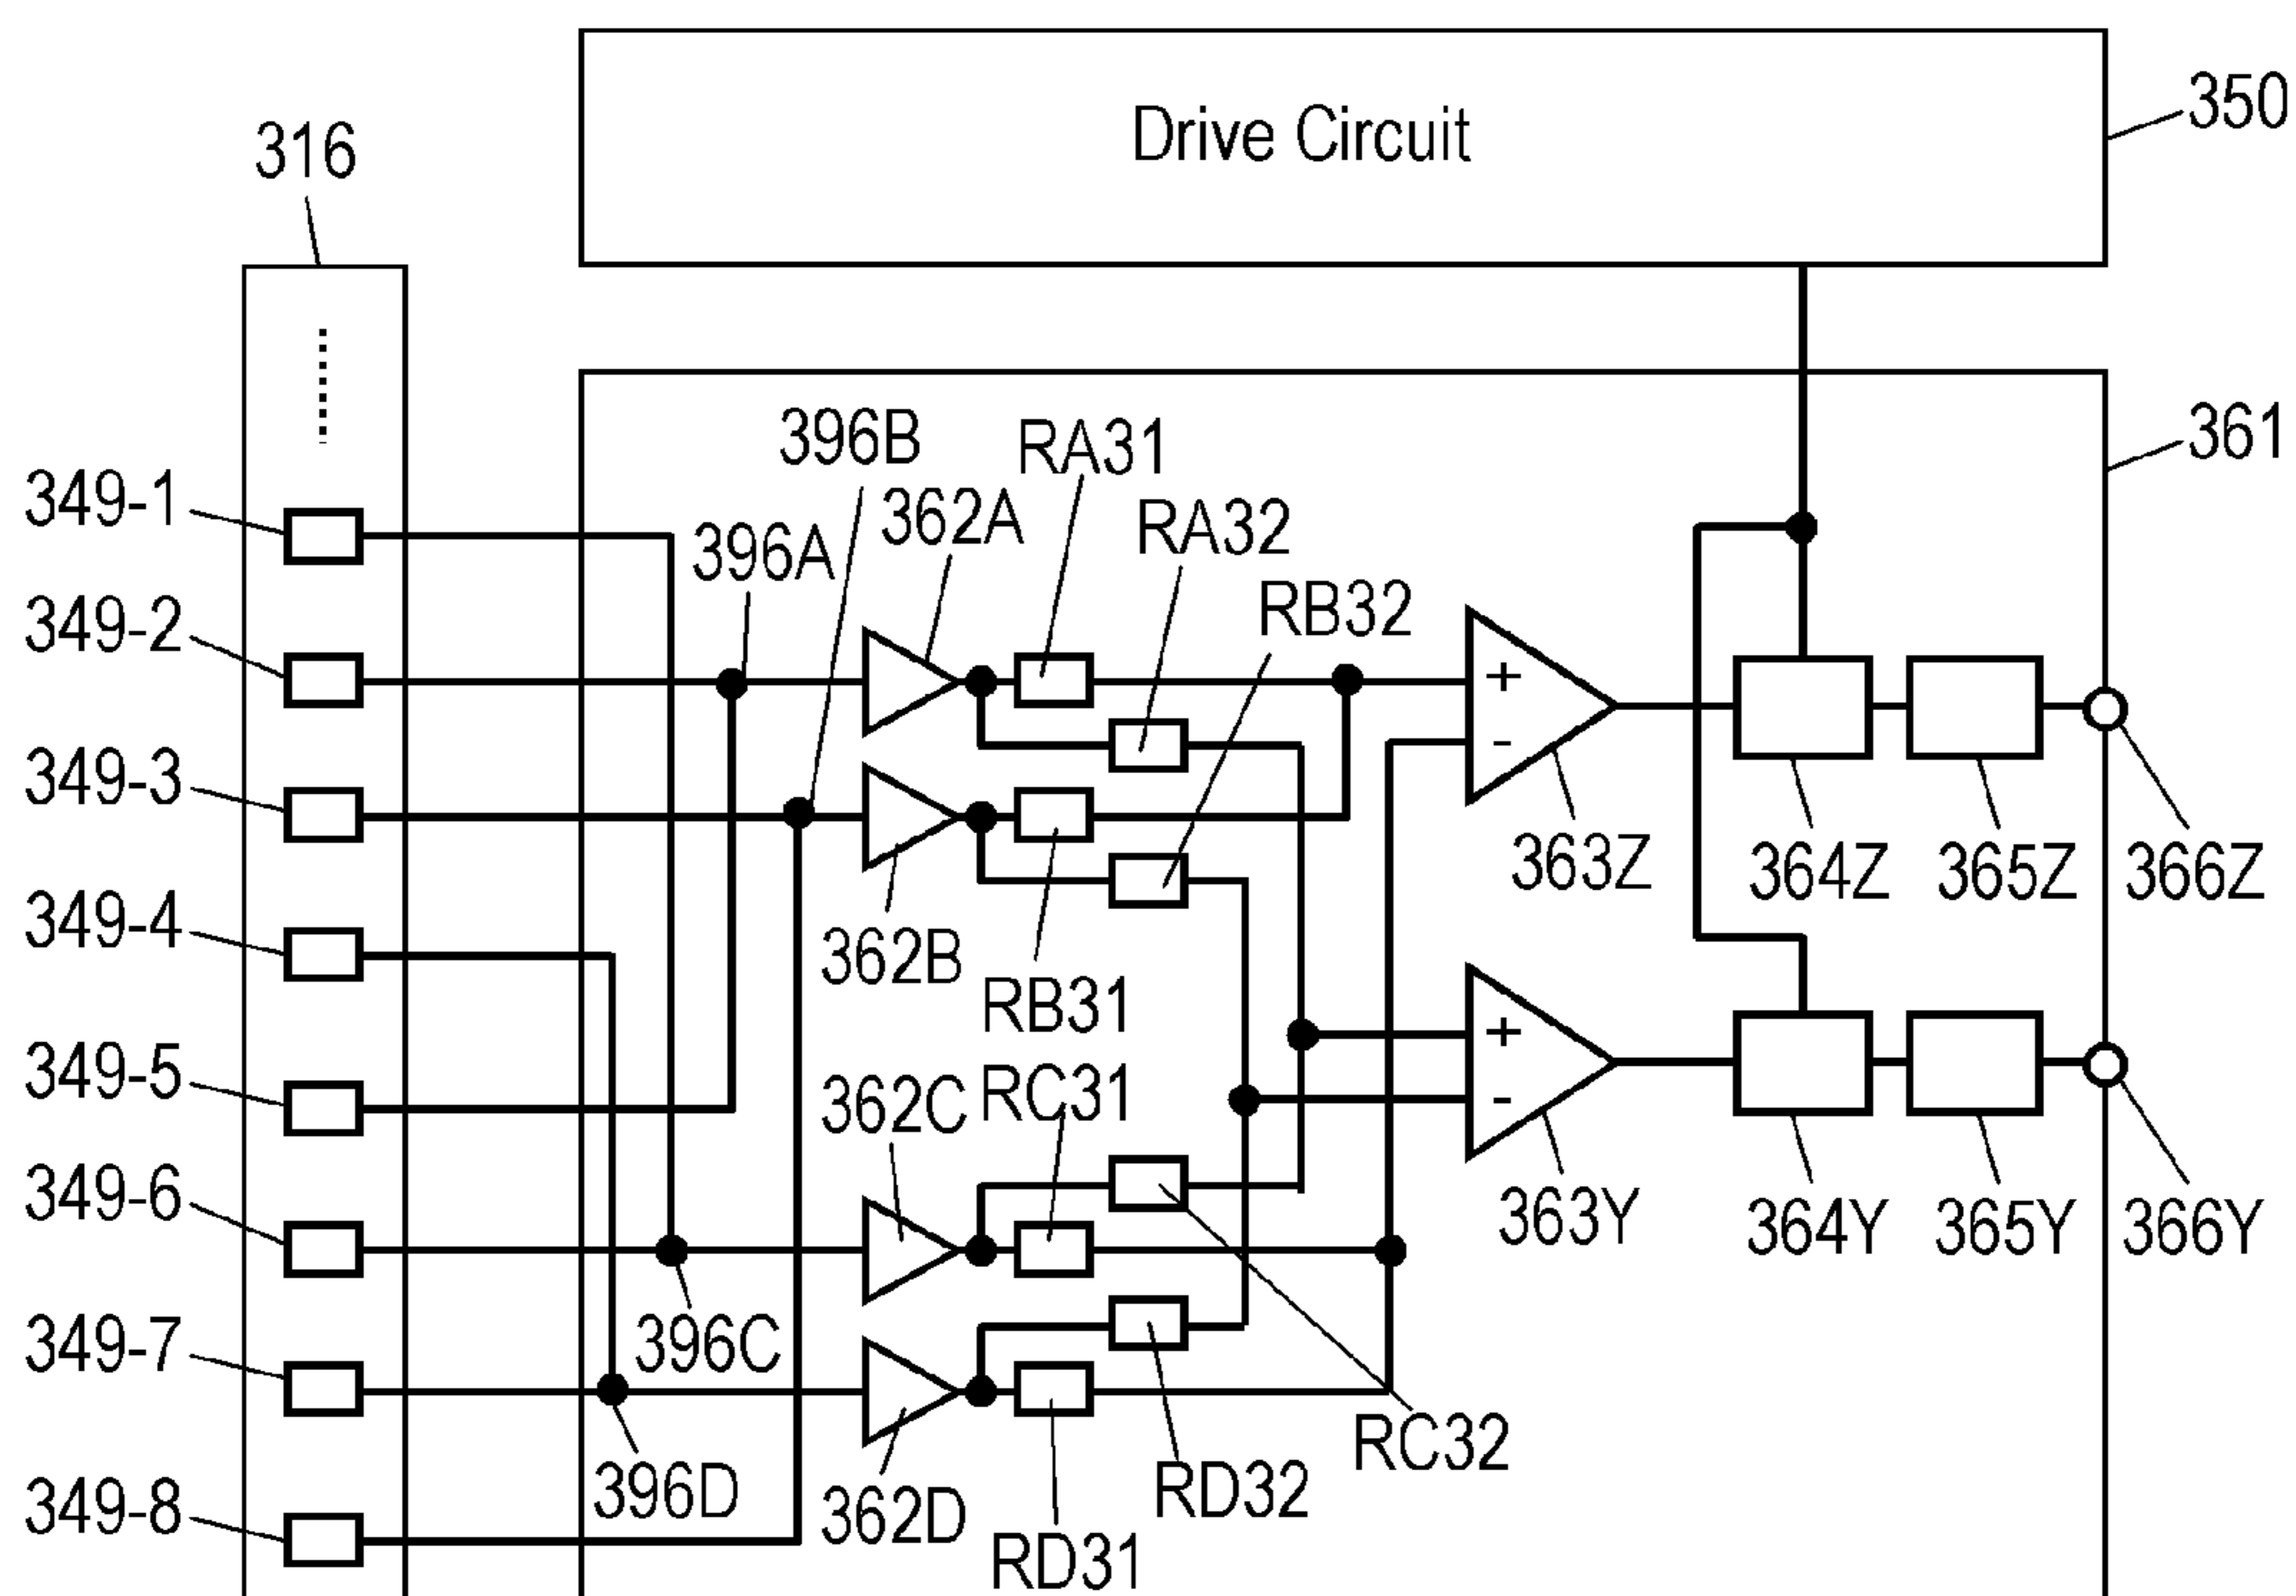 Drive Circuit
350
316
361
396B
RA31
349-1
362A
RA32
396A
RB32
349-2
+
-
349-3
363Z
364Z
365Z
366Z
349-4
362B
RB31
+
-
349-5
362C
RC31
349-6
363Y
364Y
365Y
366Y
349-7
396C
RC32
396D
RD32
349-8
362D
RD31